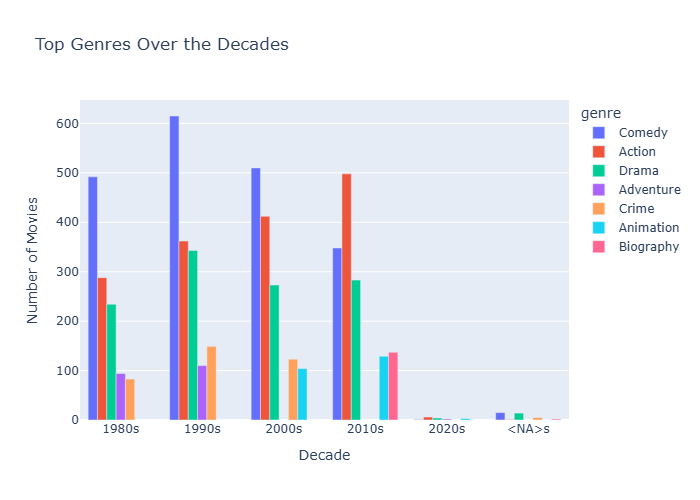 Top Genres Over the Decades
genre
Comedy
Action
Drama
Adventure
Crime
Animation
Biography
Number of Movies
600
500
400
300
200
100
0
1980s
1990s
2000s
2010s
2020s
<NA>s
Decade